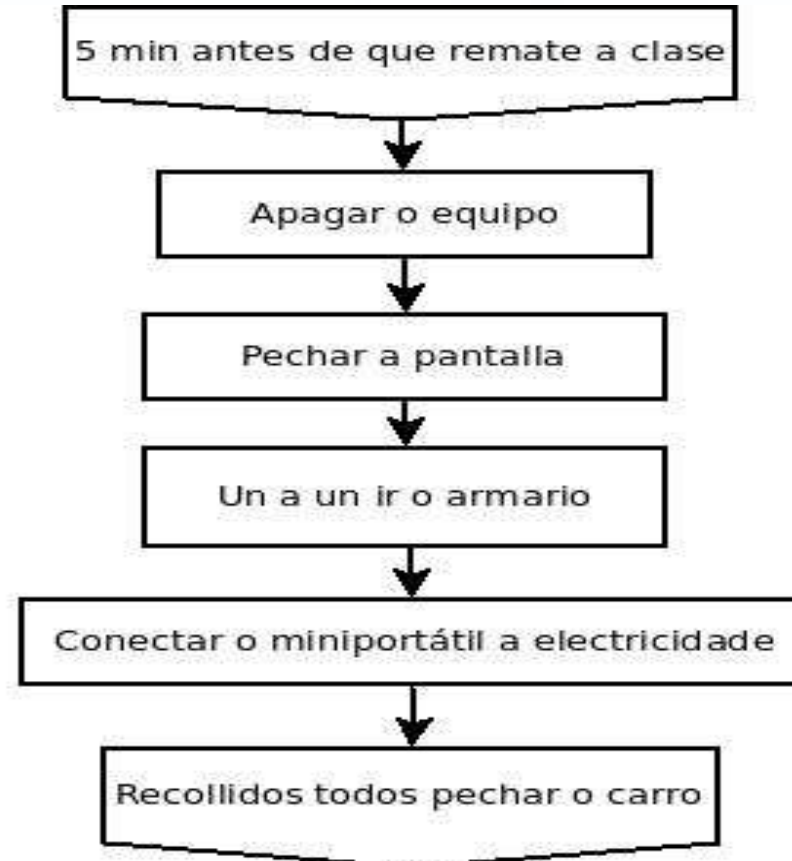 5 min antes de que remate a clase
Apagar o equipo
Pechar a pantalla
Un a un ir o armario
Conectar o miniportátil a electricidade
Recollidos todos pechar o carro